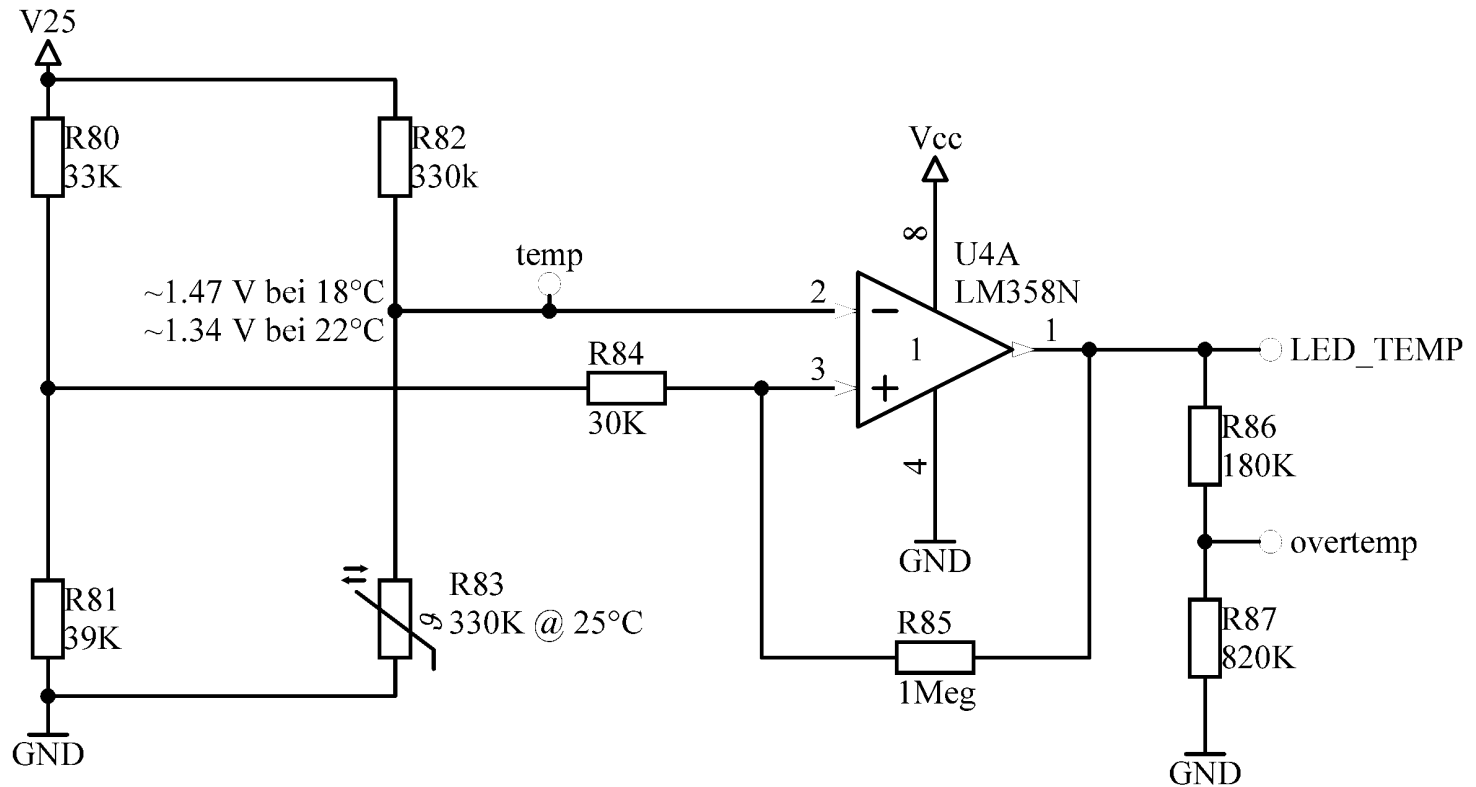 V25
R80
33K
R82
330k
Vcc
8
U4A
LM358N
temp
~1.47 V bei 18°C
~1.34 V bei 22°C
2
1
1
LED_TEMP
R84
30K
3
4
GND
R86
180K
overtemp
R81
39K
R83
330K @ 25°C
ϑ
R85
1Meg
R87
820K
GND
GND